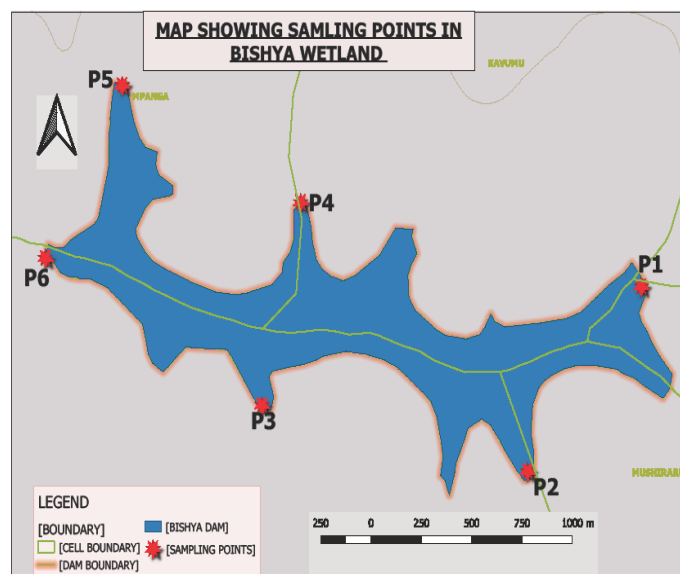 MAP SHOWING SAMLING POINTS IN
BISHYA WETLAND
KAVUMU
P5
MPANGA
P4
P1
P6
P3
P2
LEGEND
[BOUNDARY]
[BISHYA DAM]
[CELL BOUNDARY]
[SAMPLING POINTS]
[DAM BOUNDARY]
250 0 250 500 750 1000 m